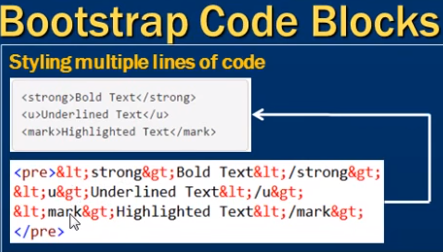 Bootstrap Code Blocks
Styling multiple lines of code
<strong>Bold Text</strong>
<u>Underlined Text</u>
<mark>Highlighted Text</mark>
<pre>&lt;strong&gt;Bold Text&lt;/strong&gt;
&lt;u&gt;Underlined Text&lt;/u&gt;
&lt;mark&gt;Highlighted Text&lt;/mark&gt;
</pre>